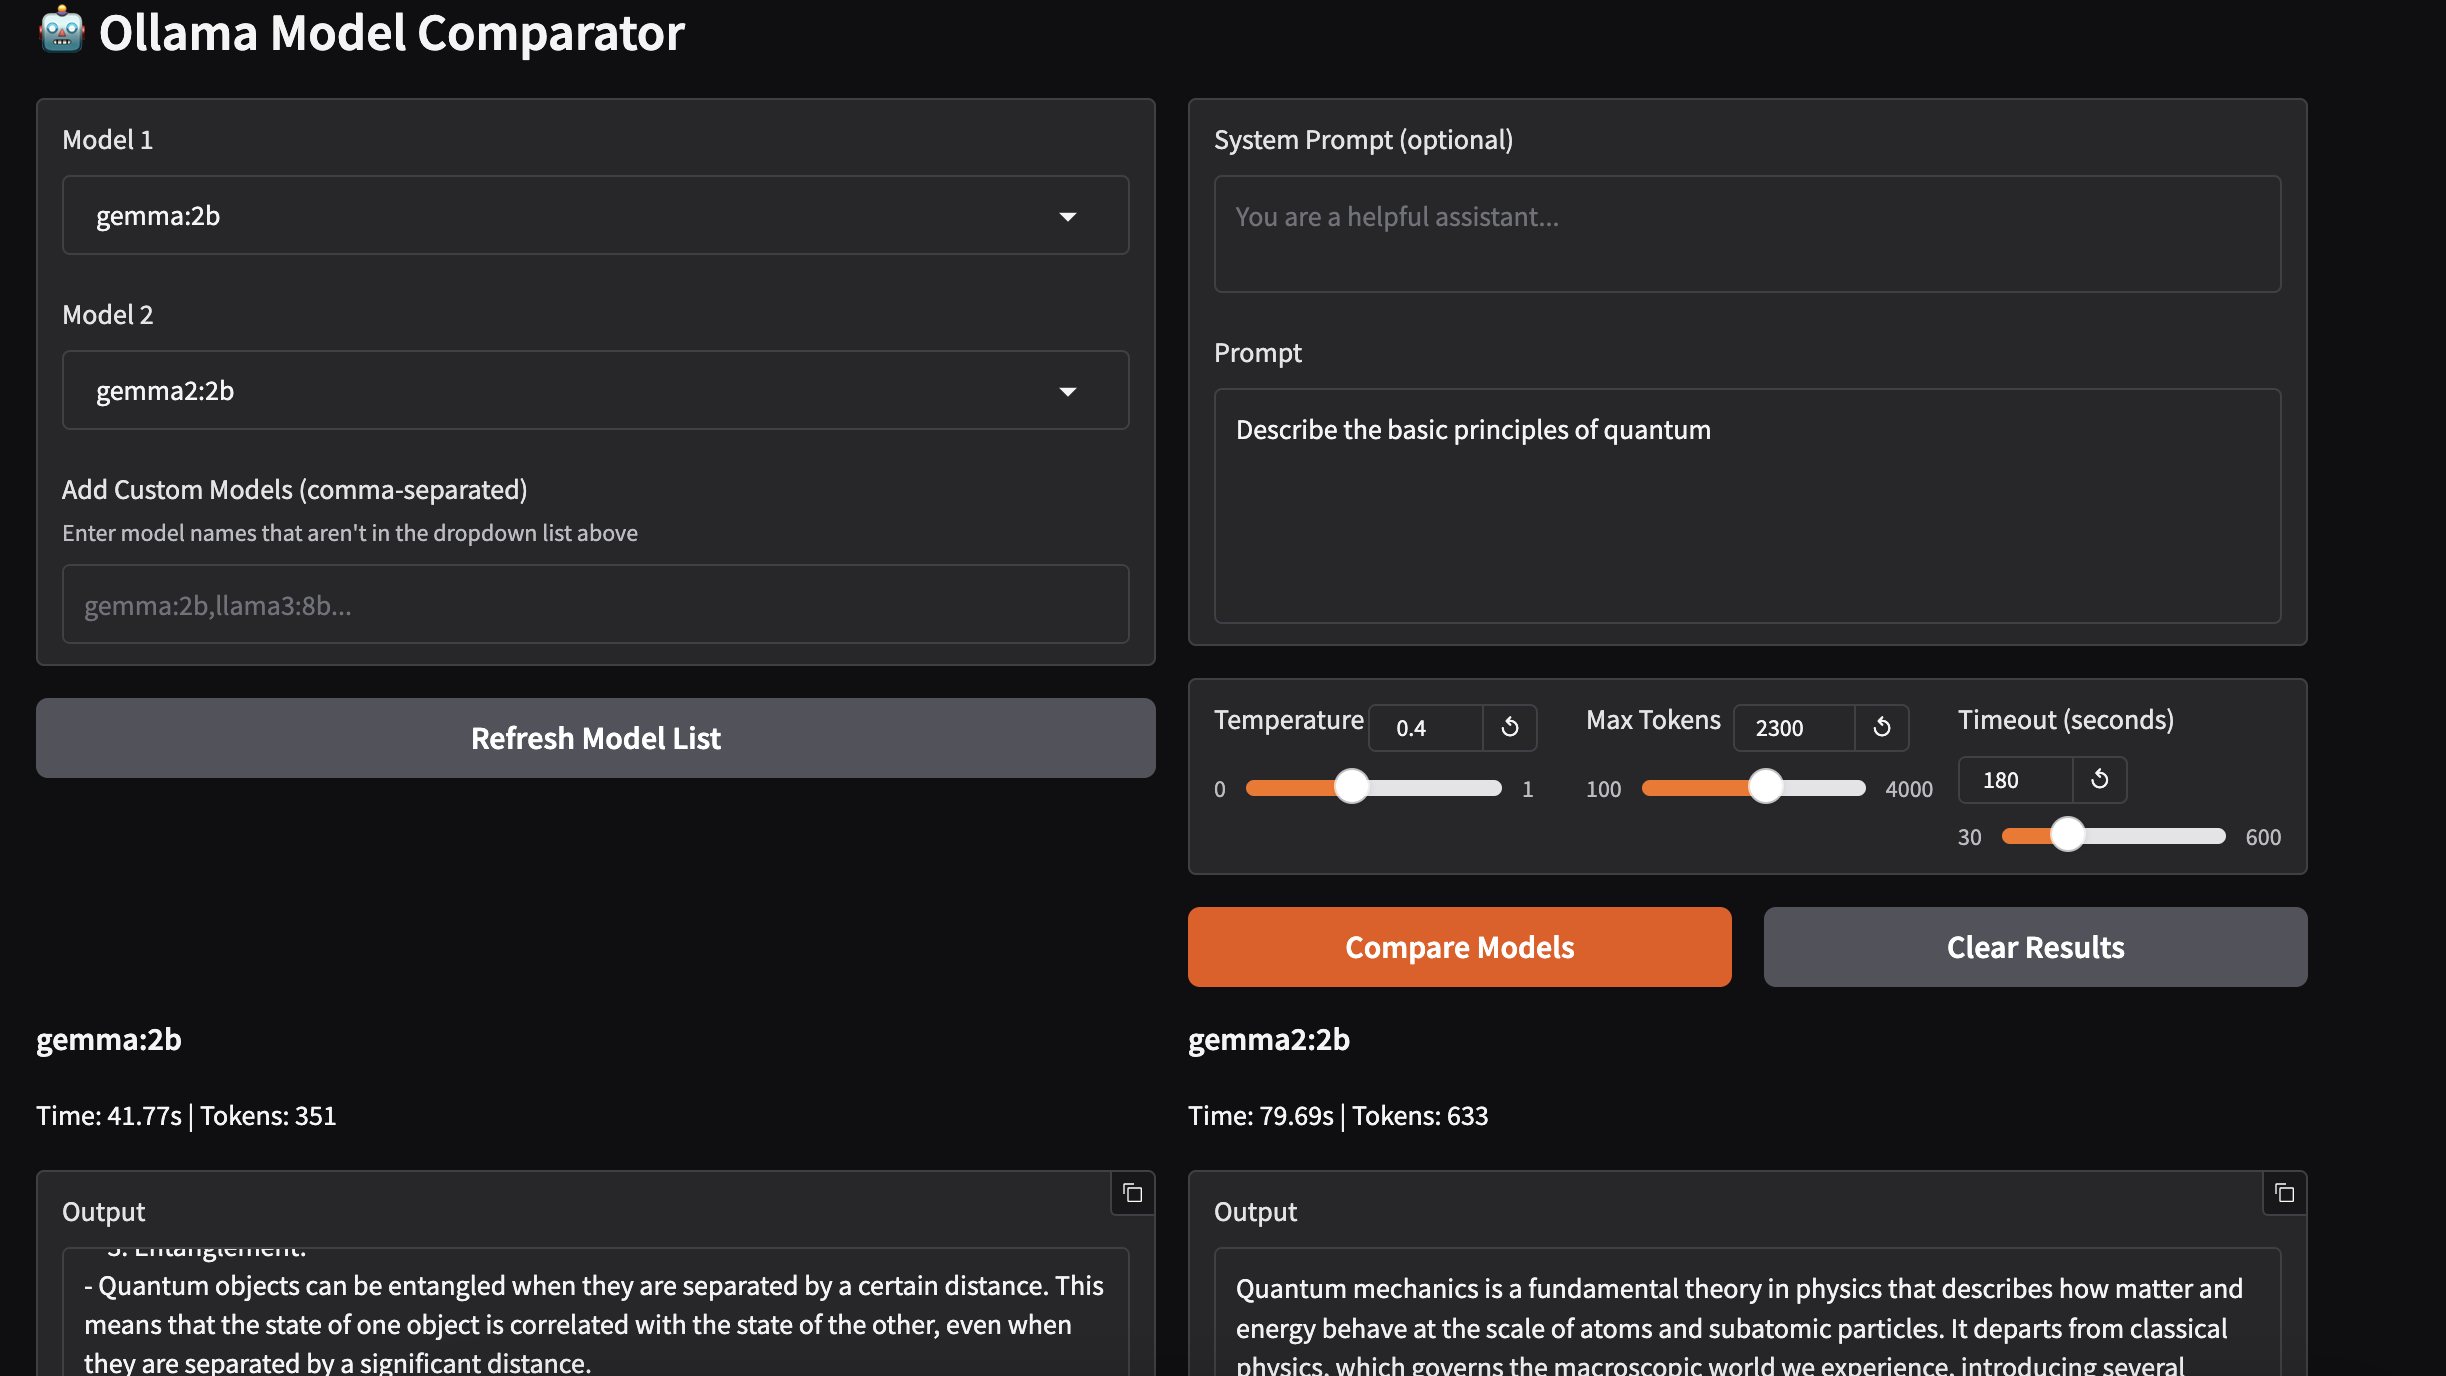 🤖 Ollama Model Comparator
Model 1
gemma:2b
Model 2
gemma2:2b
Add Custom Models (comma-separated)
Enter model names that aren't in the dropdown list above
gemma:2b,llama3:8b...
Refresh Model List
System Prompt (optional)
You are a helpful assistant...
Prompt
Describe the basic principles of quantum
Temperature 0.4
0 1
Max Tokens 2300
100 4000
Timeout (seconds)
180
30 600
Compare Models
Clear Results
gemma:2b
Time: 41.77s | Tokens: 351
Output
3. Entanglement:
- Quantum objects can be entangled when they are separated by a certain distance. This
means that the state of one object is correlated with the state of the other, even when
they are separated by a significant distance.
gemma2:2b
Time: 79.69s | Tokens: 633
Output
Quantum mechanics is a fundamental theory in physics that describes how matter and
energy behave at the scale of atoms and subatomic particles. It departs from classical
physics, which governs the macroscopic world we experience, introducing several